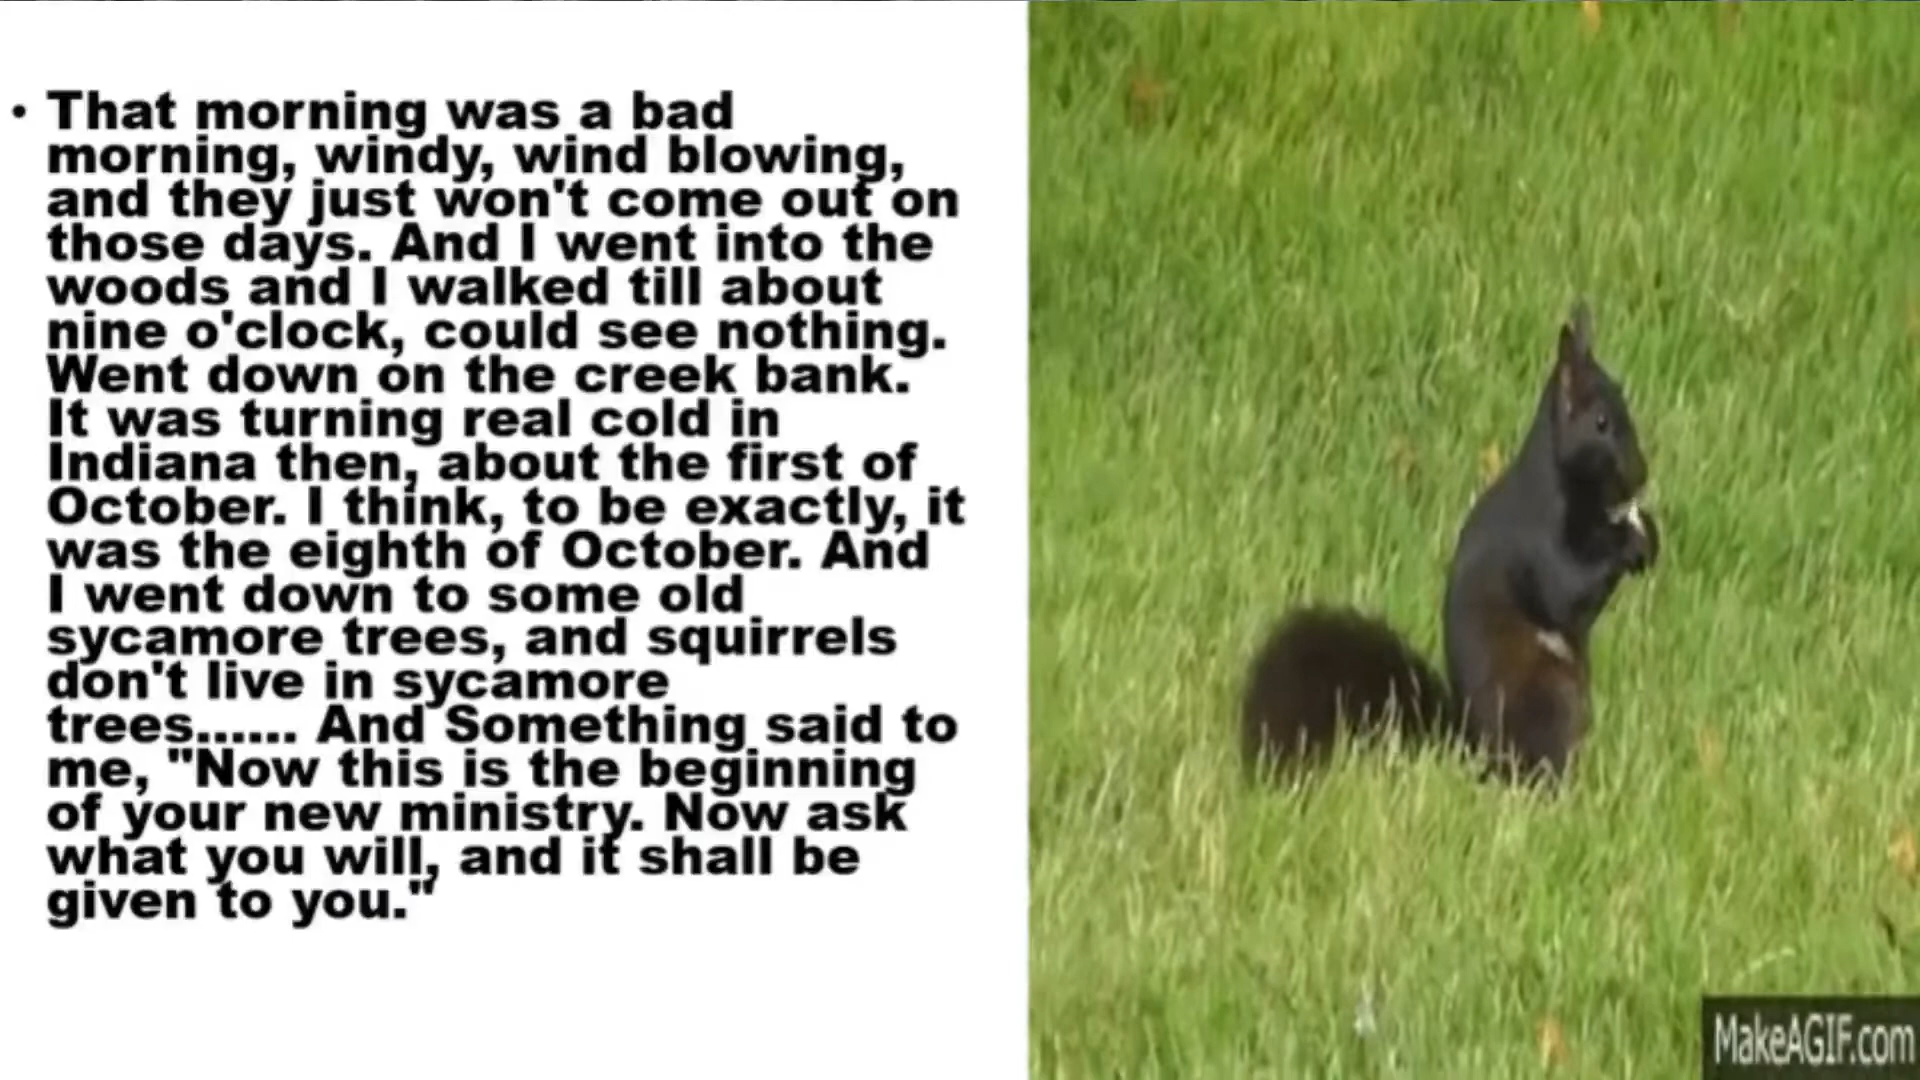 • That morning was a bad
morning, windy, wind blowing,
and they just won't come out on
those days. And I went into the
woods and I walked till about
nine o'clock, could see nothing.
Went down on the creek bank.
It was turning real cold in
Indiana then, about the first of
October. I think, to be exactly, it
was the eighth of October. And
I went down to some old
sycamore trees, and squirrels
don't live in sycamore
trees...... And Something said to
me, "Now this is the beginning
of your new ministry. Now ask
what you will, and it shall be
given to you."
MakeAGIF.com